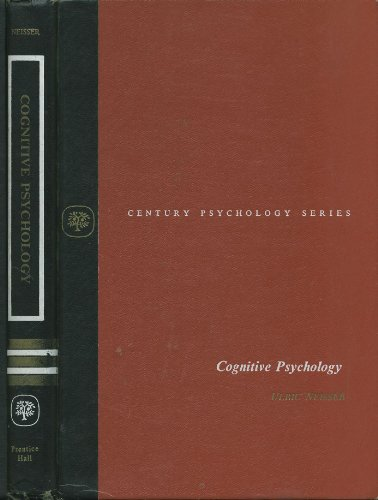 NEISSER
COGNITIVE PSYCHOLOGY
Prentice
Hall
CENTURY PSYCHOLOGY SERIES
Cognitive Psychology
ULRIC NEISSER